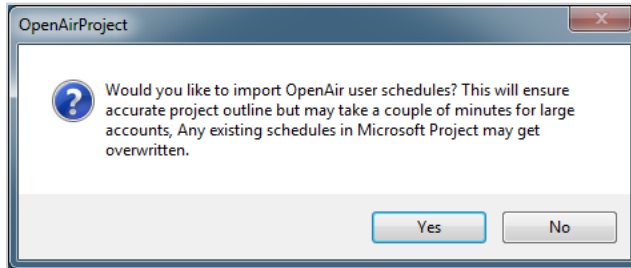 OpenAirProject
Would you like to import OpenAir user schedules? This will ensure
accurate project outline but may take a couple of minutes for large
accounts, Any existing schedules in Microsoft Project may get
overwritten.
Yes
No